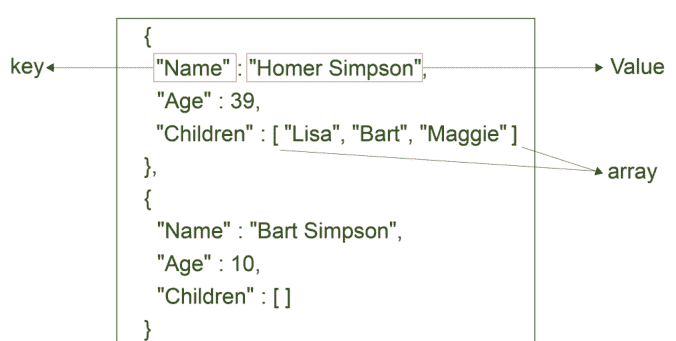 {
key "Name" : "Homer Simpson", Value
"Age" : 39,
"Children" : [ "Lisa", "Bart", "Maggie" ]
}, array
{
"Name" : "Bart Simpson",
"Age" : 10,
"Children" : [ ]
}